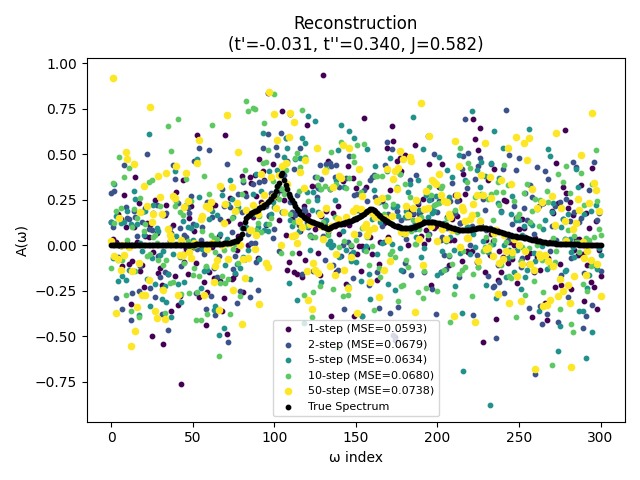 Reconstruction
(t'=-0.031, t''=0.340, J=0.582)
1.00
0.75
0.50
0.25
0.00
−0.25
−0.50
−0.75
A(ω)
1-step (MSE=0.0593)
2-step (MSE=0.0679)
5-step (MSE=0.0634)
10-step (MSE=0.0680)
50-step (MSE=0.0738)
True Spectrum
0 50 100 150 200 250 300
ω index